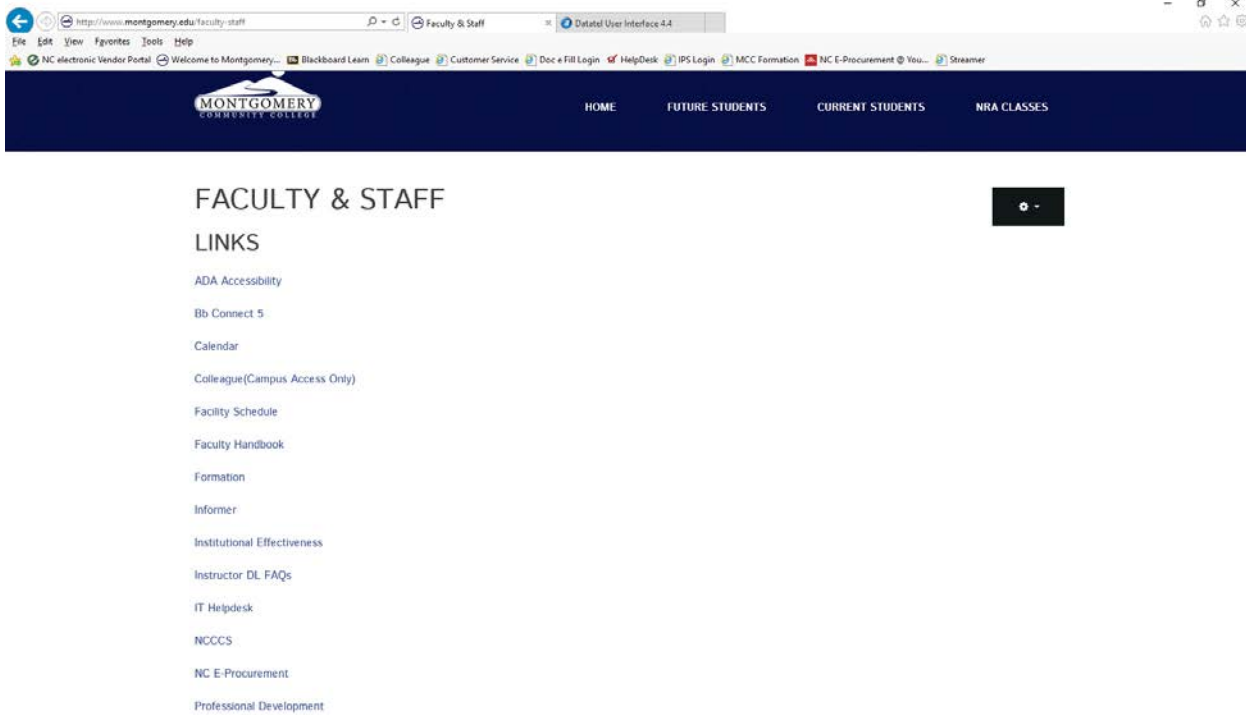 http://www.montgomery.edu/faculty-staff Faculty & Staff Datatel User Interface 4.4
File Edit View Favorites Tools Help
NC electronic Vendor Portal Welcome to Montgomery... Blackboard Learn Colleague Customer Service Doc e Fill Login HelpDesk IPS Login MCC Formation NC E-Procurement @ You... Streamer
MONTGOMERY
COMMUNITY COLLEGE
HOME FUTURE STUDENTS CURRENT STUDENTS NRA CLASSES
FACULTY & STAFF
LINKS
ADA Accessibility
Bb Connect 5
Calendar
Colleague(Campus Access Only)
Facility Schedule
Faculty Handbook
Formation
Informer
Institutional Effectiveness
Instructor DL FAQs
IT Helpdesk
NCCCS
NC E-Procurement
Professional Development